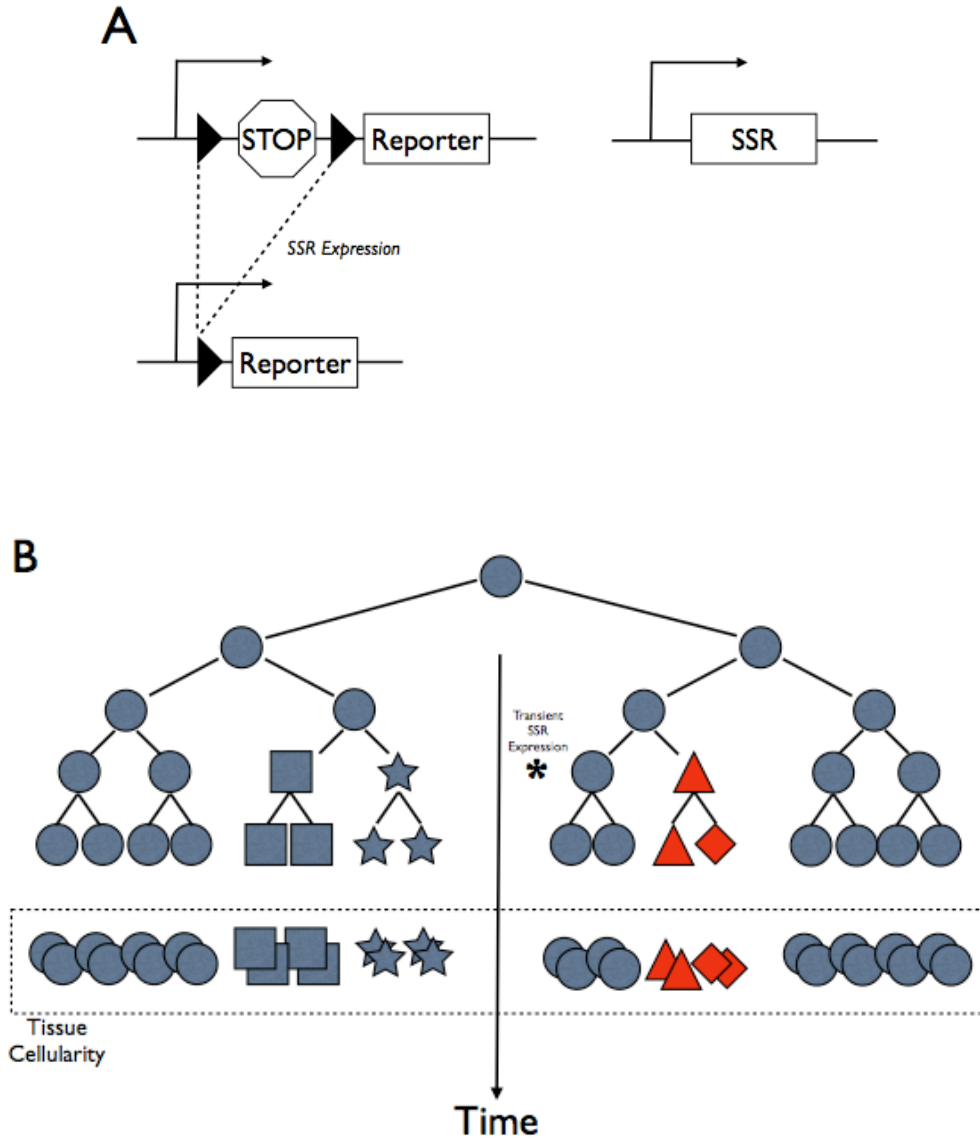 A
STOP
Reporter
SSR
SSR Expression
Reporter
B
Transient
SSR
Expression
*
Tissue
Cellularity
Time